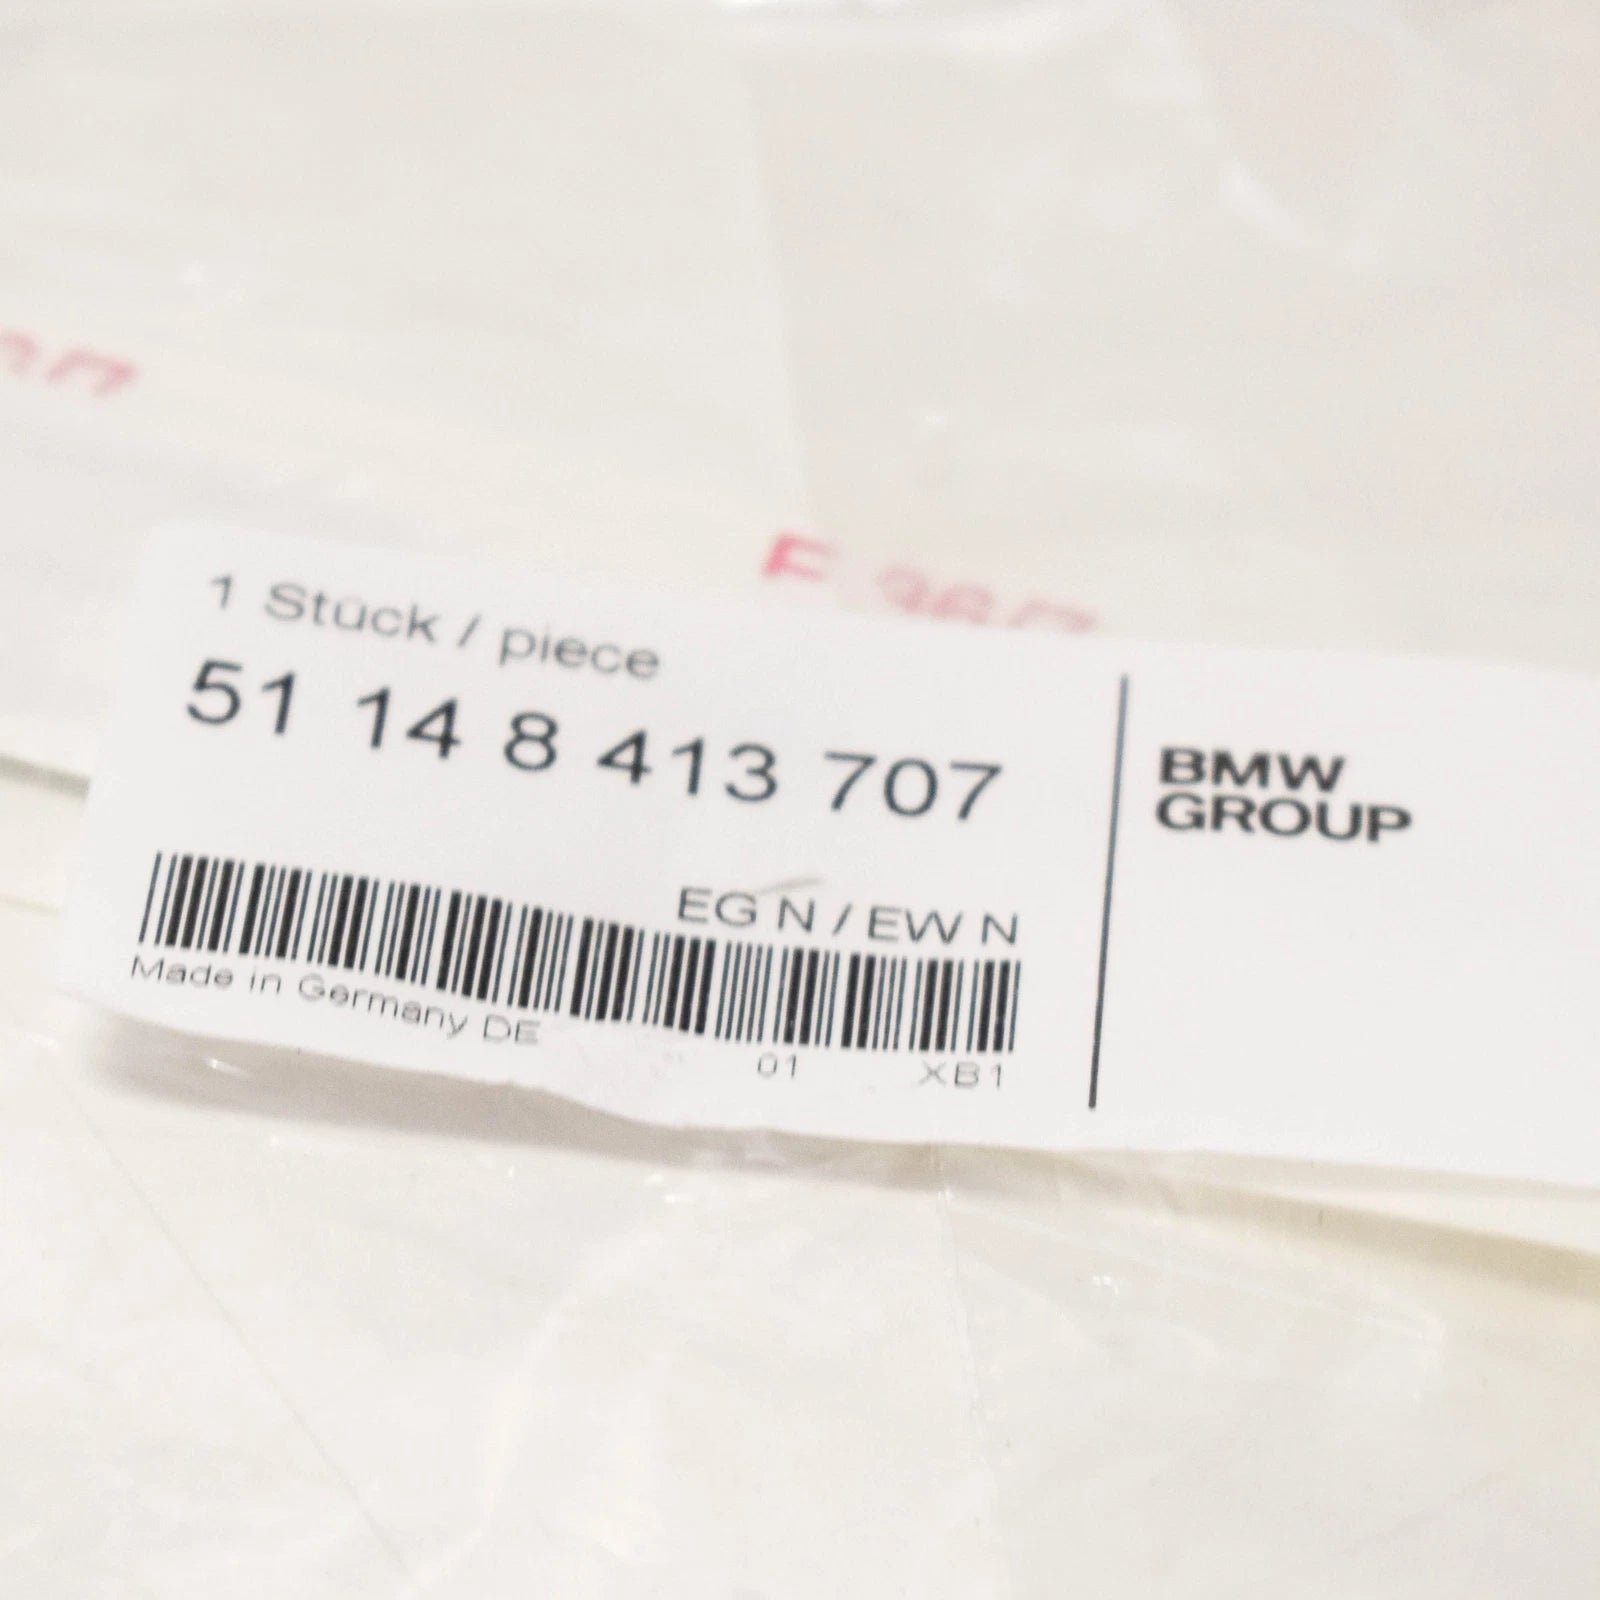 1 Stück / piece
51 14 8 413 707
EG N / EW N
Made in Germany DE
01 XB1
BMW
GROUP